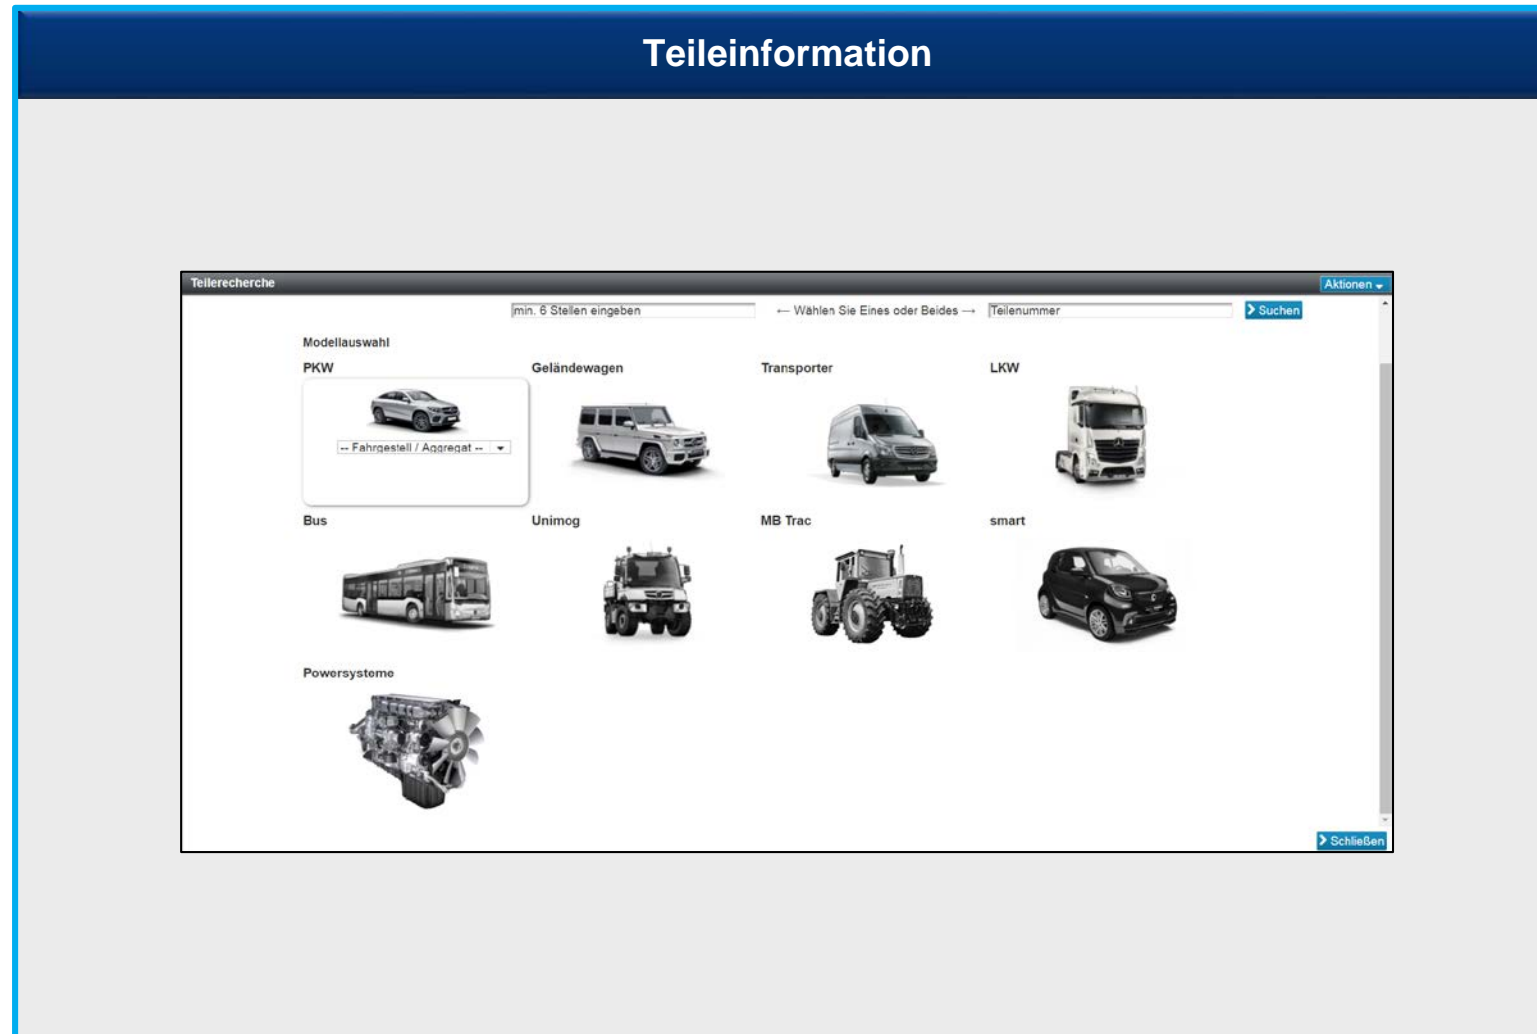 Teileinformation
Teilerecherche
Aktionen
min. 6 Stellen eingeben
← Wählen Sie Eines oder Beides →
Teilenummer
Suchen
Modellauswahl
PKW
Geländewagen
Transporter
LKW
-- Fahrgestell / Aggregat --
Bus
Unimog
MB Trac
smart
Powersysteme
Schließen